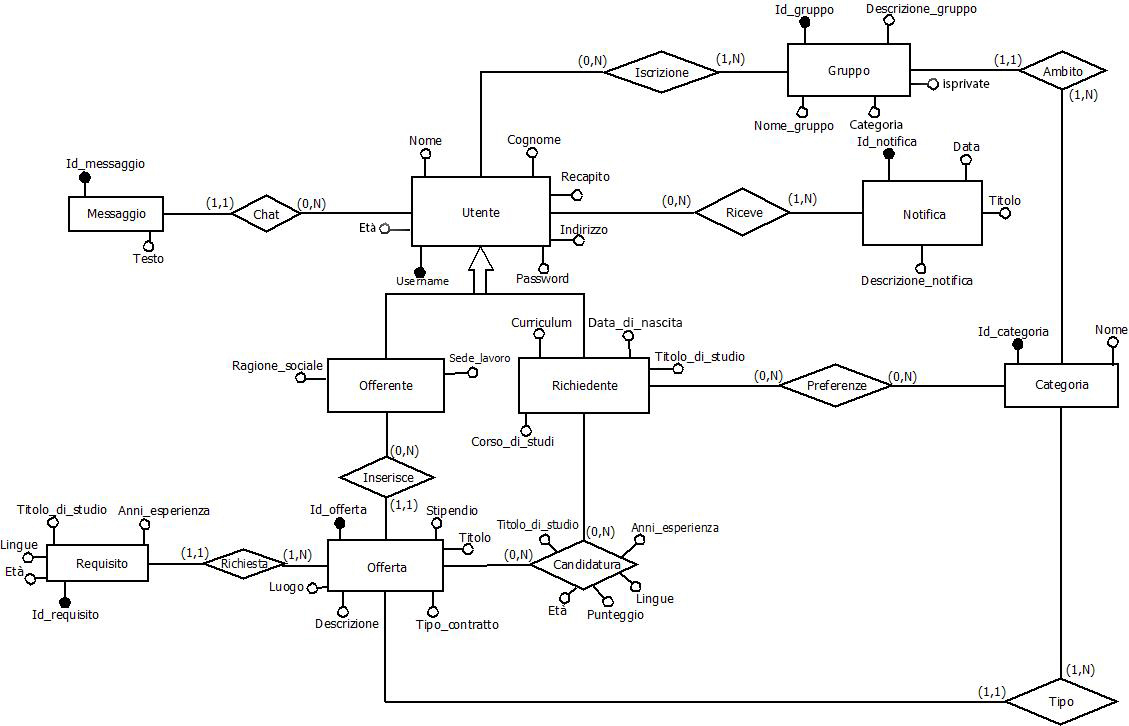 Id_gruppo
Descrizione_gruppo
(0,N)
Iscrizione
(1,N)
Gruppo
(1,1)
Ambito
isprivate
(1,N)
Nome_gruppo
Categoria
Id_notifica
Data
Nome
Cognome
Id_messaggio
Recapito
Messaggio
(1,1)
Chat
(0,N)
Utente
(0,N)
Riceve
(1,N)
Notifica
Titolo
Età
Indirizzo
Testo
Username
Password
Descrizione_notifica
Curriculum
Data_di_nascita
Id_categoria
Nome
Ragione_sociale
Sede_lavoro
Titolo_di_studio
Offerente
Richiedente
(0,N)
Preferenze
(0,N)
Categoria
Corso_di_studi
(0,N)
Inserisce
(1,1)
Titolo_di_studio
Anni_esperienza
Id_offerta
Stipendio
Titolo_di_studio
Anni_esperienza
(0,N)
Titolo
Lingue
(1,1)
(1,N)
(0,N)
Requisito
Richiesta
Offerta
Candidatura
Età
Luogo
Lingue
Id_requisito
Descrizione
Tipo_contratto
Età
Punteggio
(1,N)
(1,1)
Tipo